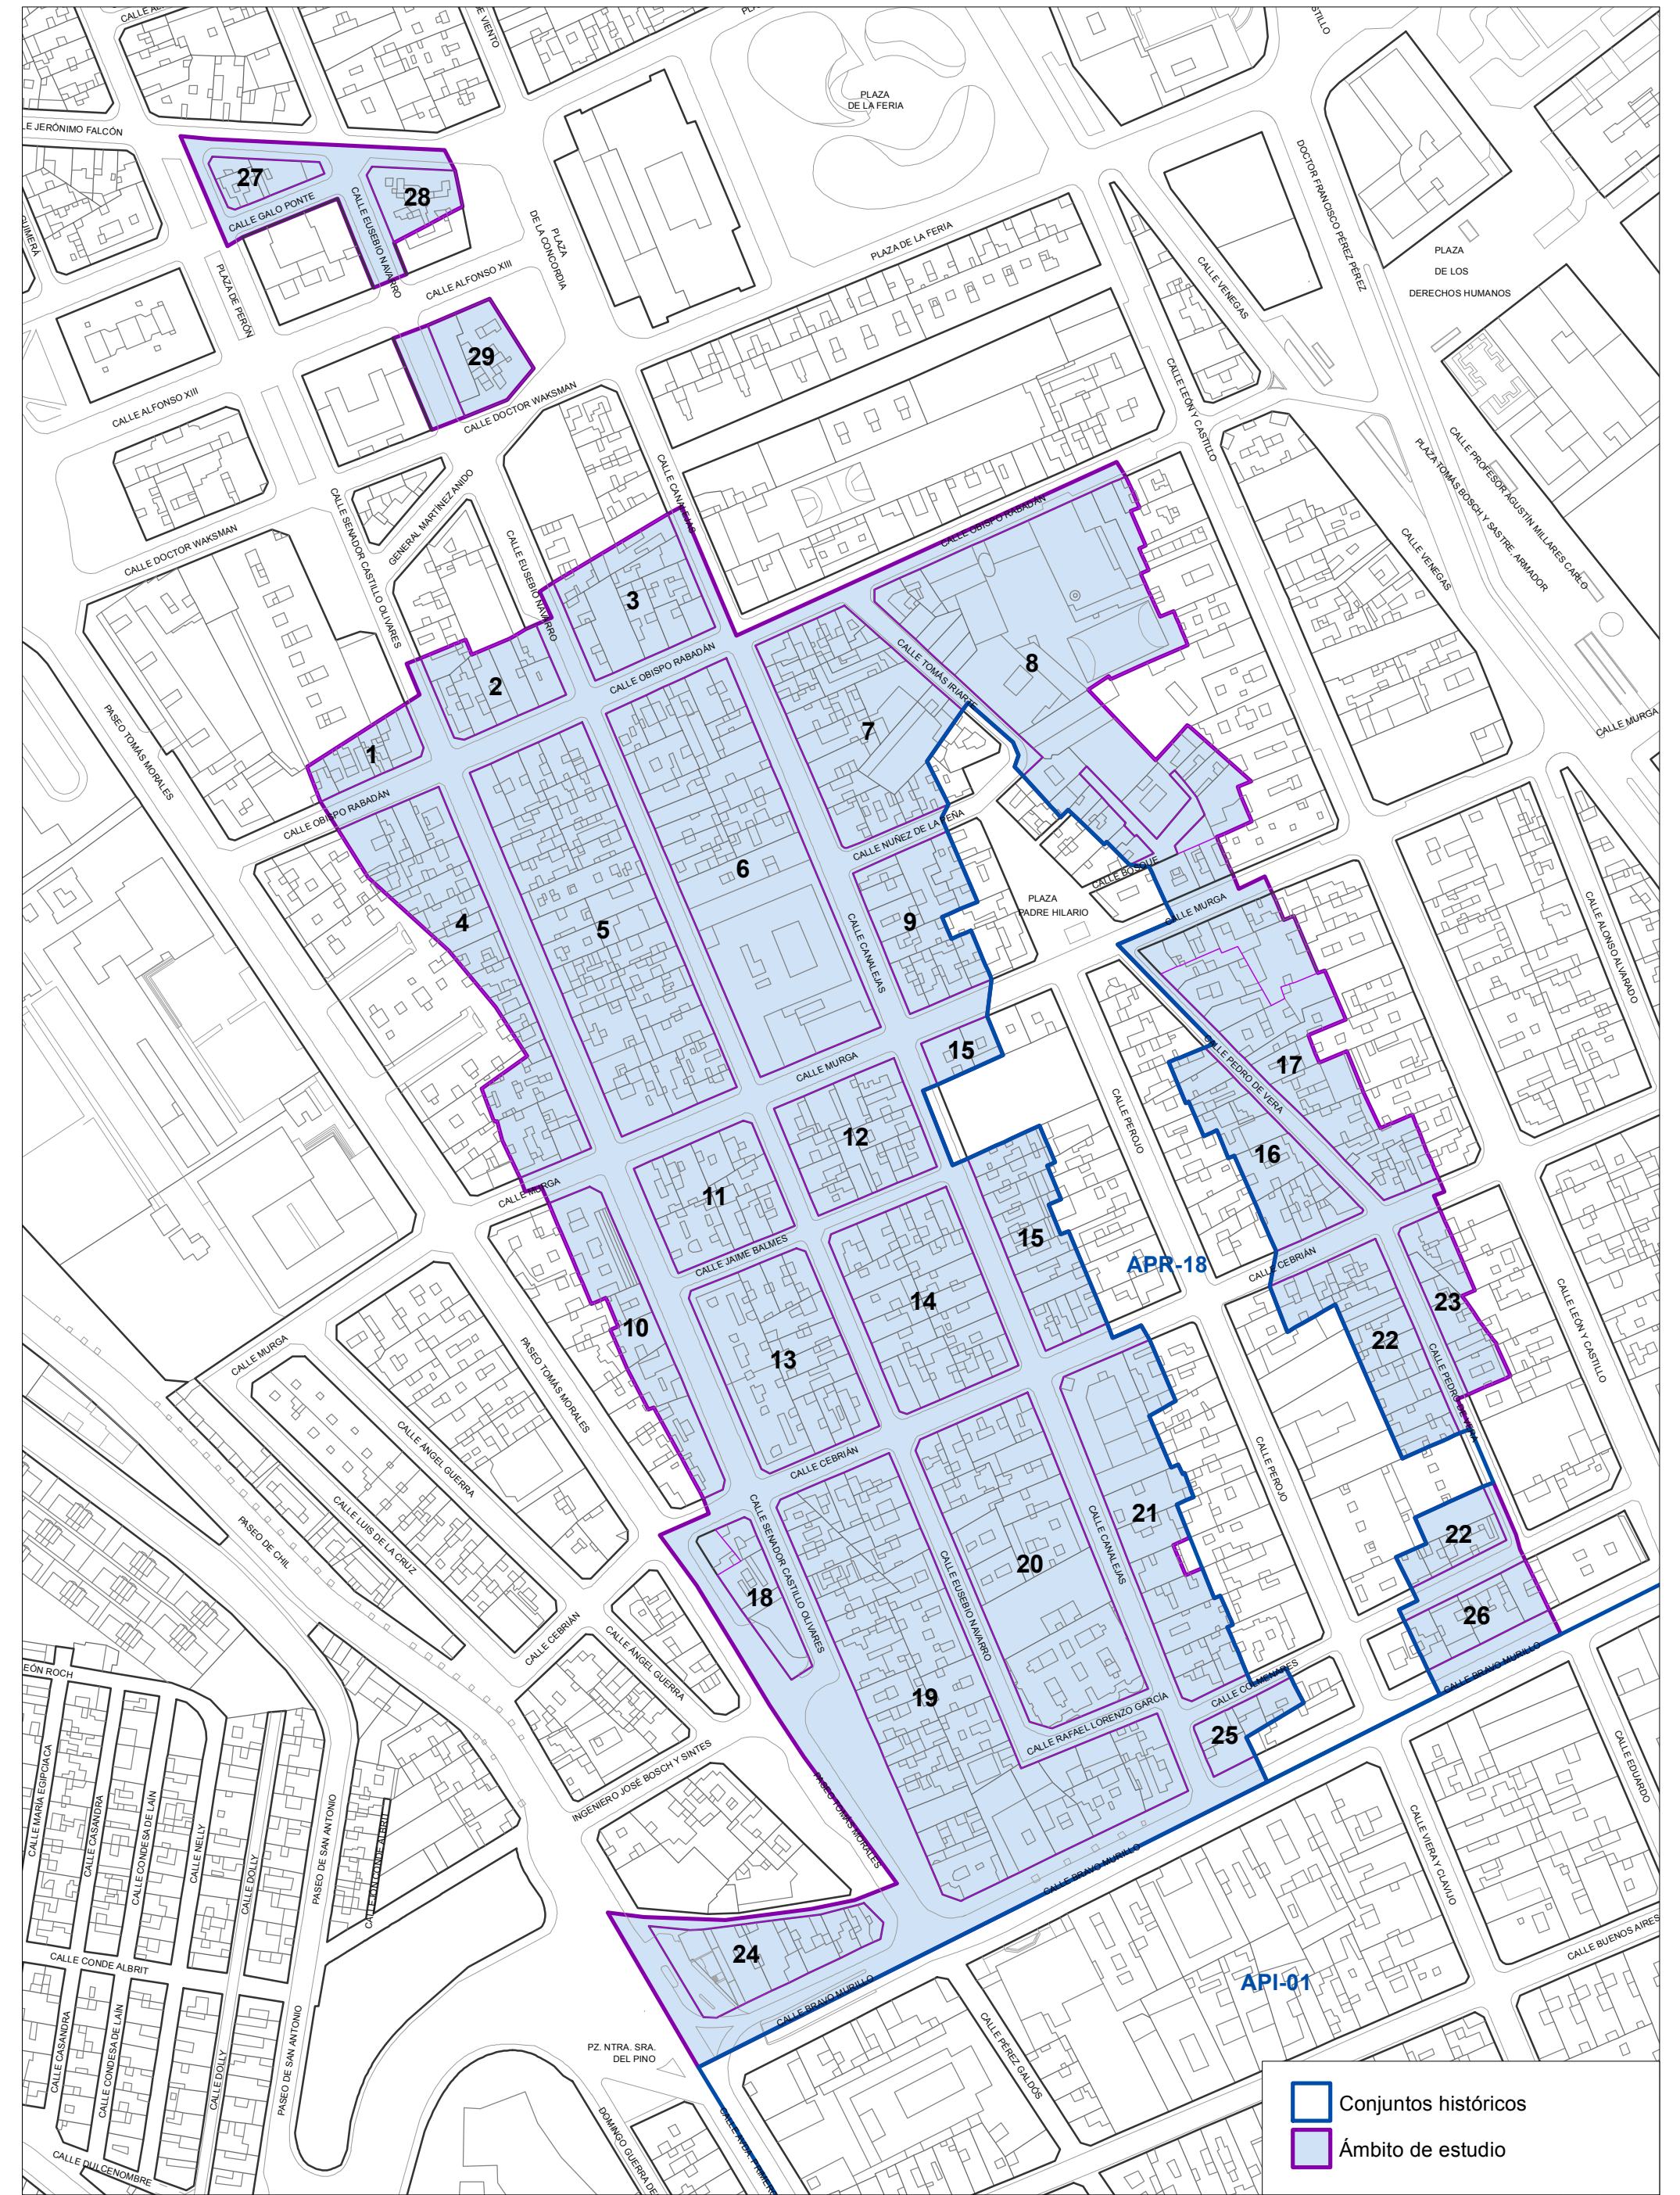 E VIENTO
LE JERÓNIMO FALCÓN
PLAZA
DE LA FERIA
27
28
CALLE GALO PONTE
CALLE EUSEBIO NAVARRO
PLAZA
DE LA CONCORDIA
PLAZA DE LA FERIA
DOCTOR FRANCISCO PÉREZ PÉREZ
CALLE VENEGAS
PLAZA
DE LOS
DERECHOS HUMANOS
PLAZA DE PERÓN
CALLE ALFONSO XIII
29
CALLE ALFONSO XIII
CALLE DOCTOR WAKSMAN
CALLE LEÓN Y CASTILLO
CALLE PROFESOR AGUSTÍN MILLARES CARLO
PLAZA TOMÁS BOSCH Y SASTRE, ARMADOR
CALLE CANALEJAS
GENERAL MARTÍNEZ ANIDO
CALLE SENADOR CASTILLO OLIVARES
CALLE OBISPO RABADÁN
CALLE DOCTOR WAKSMAN
CALLE EUSEBIO NAVARRO
CALLE VENEGAS
3
2
CALLE OBISPO RABADÁN
CALLE TOMÁS IRIARTE
8
7
1
PASEO TOMÁS MORALES
CALLE MURGA
CALLE OBISPO RABADÁN
CALLE NUÑEZ DE LA PEÑA
6
CALLE BOSQUE
PLAZA
PADRE HILARIO
CALLE MURGA
4
5
9
CALLE CANALEJAS
CALLE ALONSO ALVARADO
15
CALLE MURGA
17
CALLE PEDRO DE VERA
CALLE PEROJO
12
16
11
CALLE MURGA
15
CALLE JAIME BALMES
APR-18
CALLE CEBRIÁN
14
23
10
22
13
CALLE LEÓN Y CASTILLO
CALLE MURGA
PASEO TOMÁS MORALES
CALLE PEDRO DE VERA
CALLE ÁNGEL GUERRA
CALLE CEBRIÁN
CALLE PEROJO
21
CALLE SENADOR CASTILLO OLIVARES
CALLE LUIS DE LA CRUZ
PASEO DE CHIL
22
CALLE CANALEJAS
20
CALLE EUSEBIO NAVARRO
18
26
CALLE CEBRIÁN
CALLE ÁNGEL GUERRA
CALLE BRAVO MURILLO
EÓN ROCH
19
CALLE COLMENARES
CALLE RAFAEL LORENZO GARCÍA
25
INGENIERO JOSÉ BOSCH Y SINTES
PASEO TOMÁS MORALES
CALLE EDUARDO
CALLE MARÍA EGIPCIACA
CALLE CASANDRA
CALLE CONDESA DE LAÍN
CALLE NELLY
CALLE DOLLY
PASEO DE SAN ANTONIO
CALLE VIERA Y CLAVIJO
CALLE BRAVO MURILLO
CALLE BUENOS AIRES
24
CALLE CONDE ALBRIT
API-01
CALLE BRAVO MURILLO
CALLE CASANDRA
CALLE CONDESA DE LAÍN
CALLE DOLLY
PASEO DE SAN ANTONIO
PZ. NTRA. SRA.
DEL PINO
CALLE PÉREZ GALDÓS
DOMINGO GUERRA DE
CALLE DULCENOMBRE
Conjuntos históricos
Ámbito de estudio